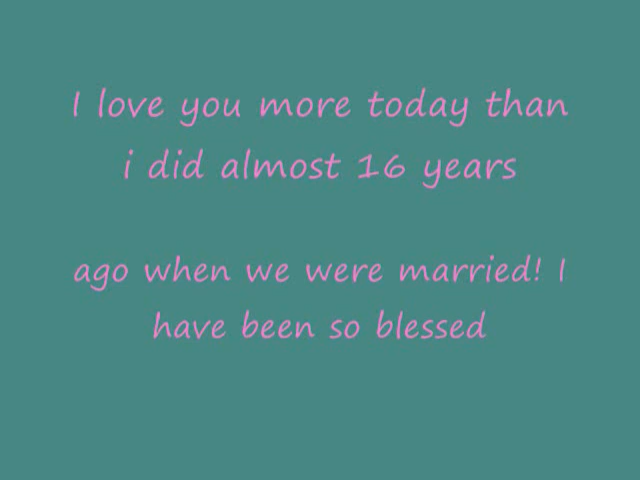 I love you more today than
i did almost 16 years
ago when we were married! I
have been so blessed